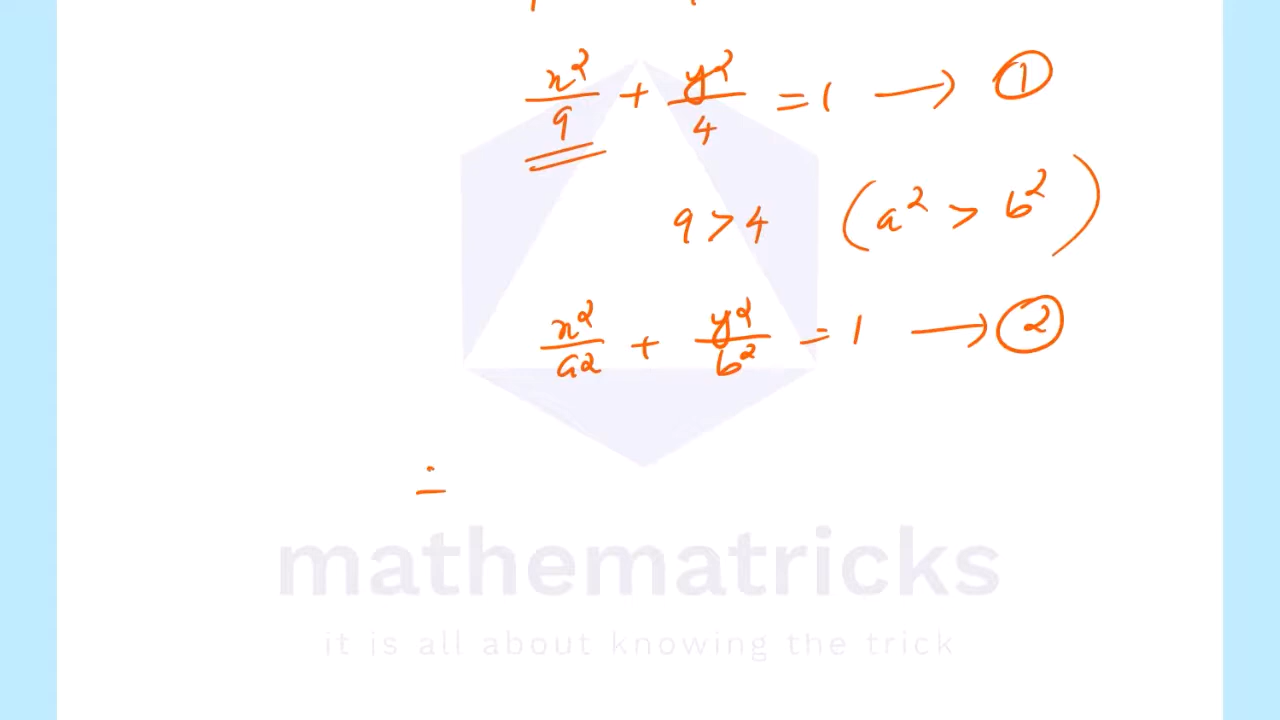 x²/9 + y²/4 = 1 → ①
9 > 4 (a² > b²)
x²/a² + y²/b² = 1 → ②
mathematricks
it is all about knowing the trick